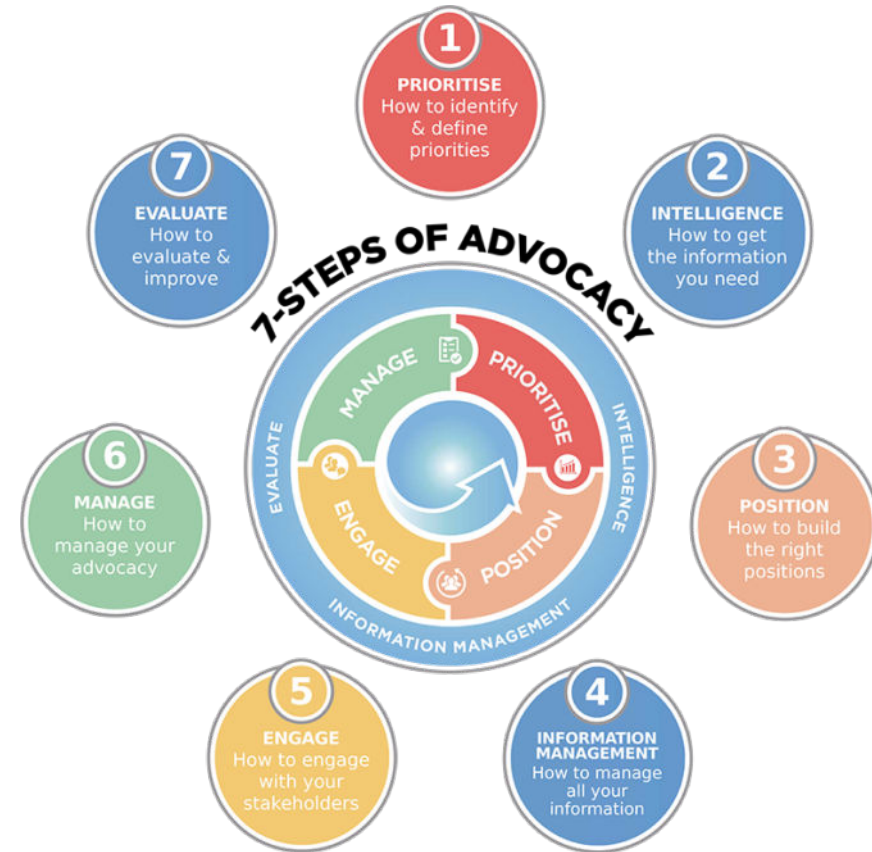 1
PRIORITISE
How to identify
& define
priorities
2
INTELLIGENCE
How to get
the information
you need
3
POSITION
How to build
the right
positions
4
INFORMATION
MANAGEMENT
How to manage
all your
information
5
ENGAGE
How to engage
with your
stakeholders
6
MANAGE
How to
manage your
advocacy
7
EVALUATE
How to
evaluate &
improve
7-STEPS OF ADVOCACY
MANAGE
PRIORITISE
POSITION
ENGAGE
EVALUATE
INTELLIGENCE
INFORMATION MANAGEMENT